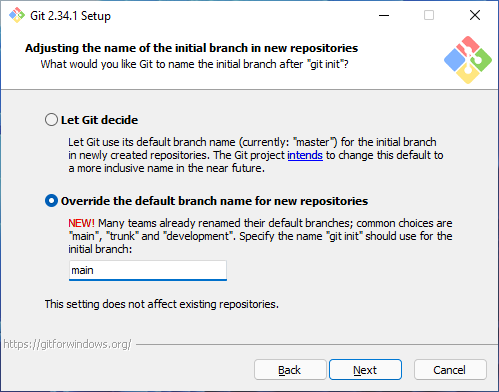 Git 2.34.1 Setup
Adjusting the name of the initial branch in new repositories
What would you like Git to name the initial branch after "git init"?
Let Git decide
Let Git use its default branch name (currently: "master") for the initial branch
in newly created repositories. The Git project intends to change this default to
a more inclusive name in the near future.
Override the default branch name for new repositories
NEW! Many teams already renamed their default branches; common choices are
"main", "trunk" and "development". Specify the name "git init" should use for the
initial branch:
main
This setting does not affect existing repositories.
https://gitforwindows.org/
Back
Next
Cancel